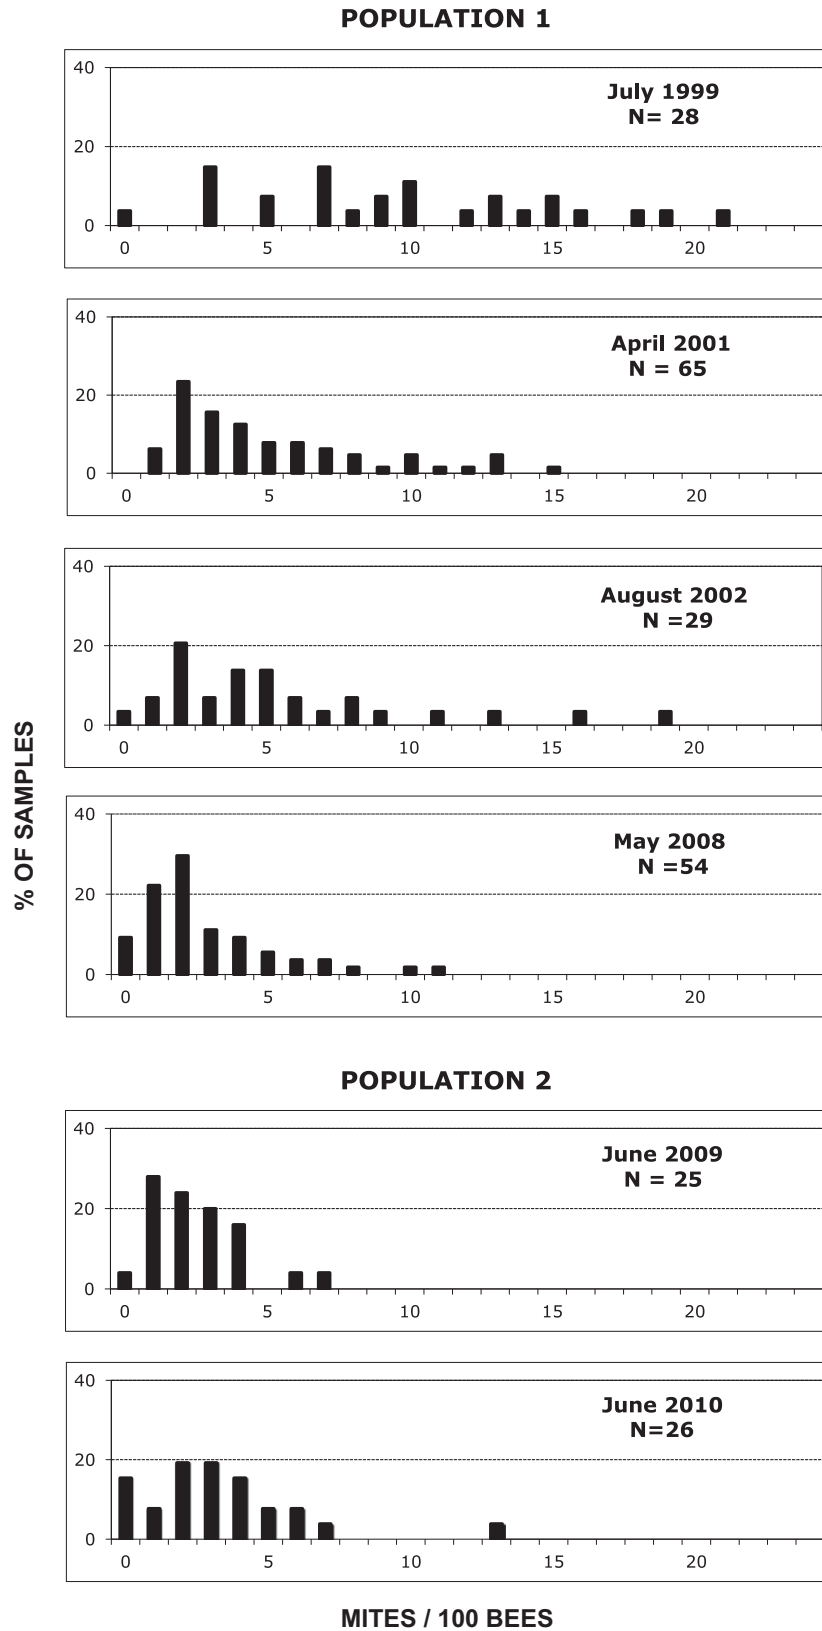 POPULATION 1
40
July 1999
N= 28
20
0
0 5 10 15 20
40
April 2001
N = 65
20
0
0 5 10 15 20
40
August 2002
N =29
20
0
0 5 10 15 20
% OF SAMPLES
40
May 2008
N =54
20
0
0 5 10 15 20
POPULATION 2
40
June 2009
N = 25
20
0
0 5 10 15 20
40
June 2010
N=26
20
0
0 5 10 15 20
MITES / 100 BEES